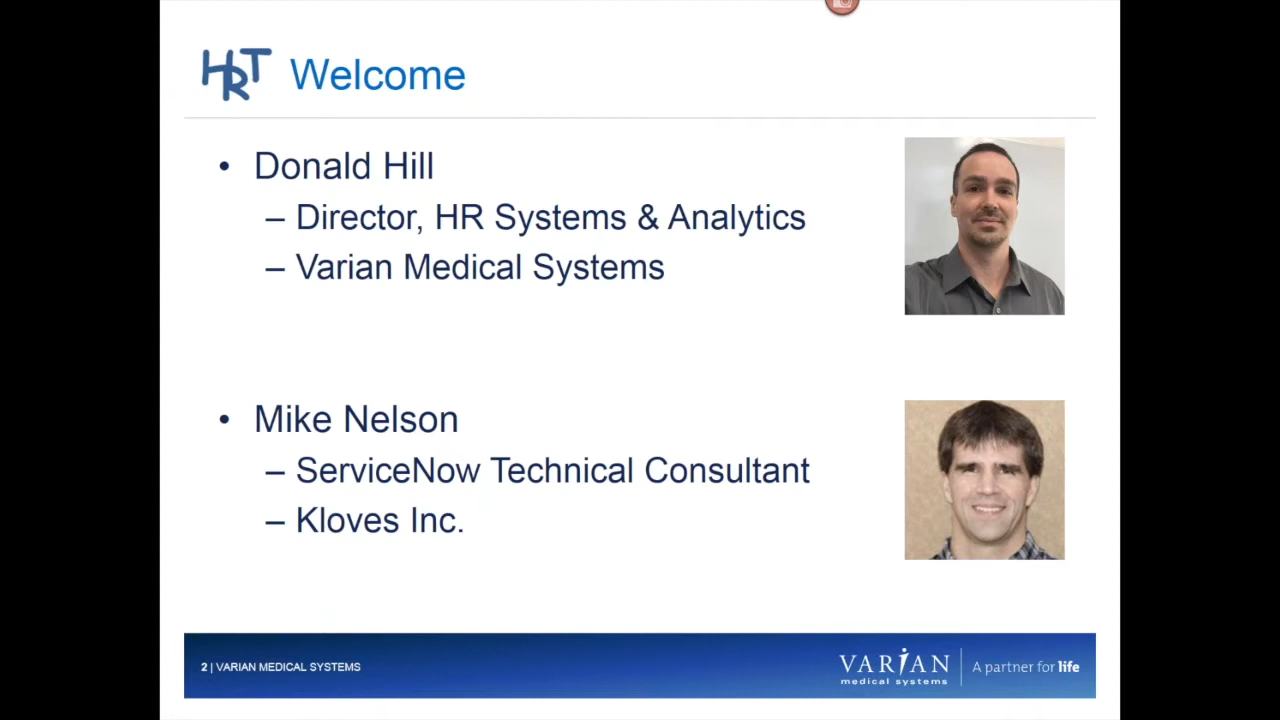 HRT Welcome
• Donald Hill
– Director, HR Systems & Analytics
– Varian Medical Systems
• Mike Nelson
– ServiceNow Technical Consultant
– Kloves Inc.
2 | VARIAN MEDICAL SYSTEMS
VARIAN
medical systems
A partner for life